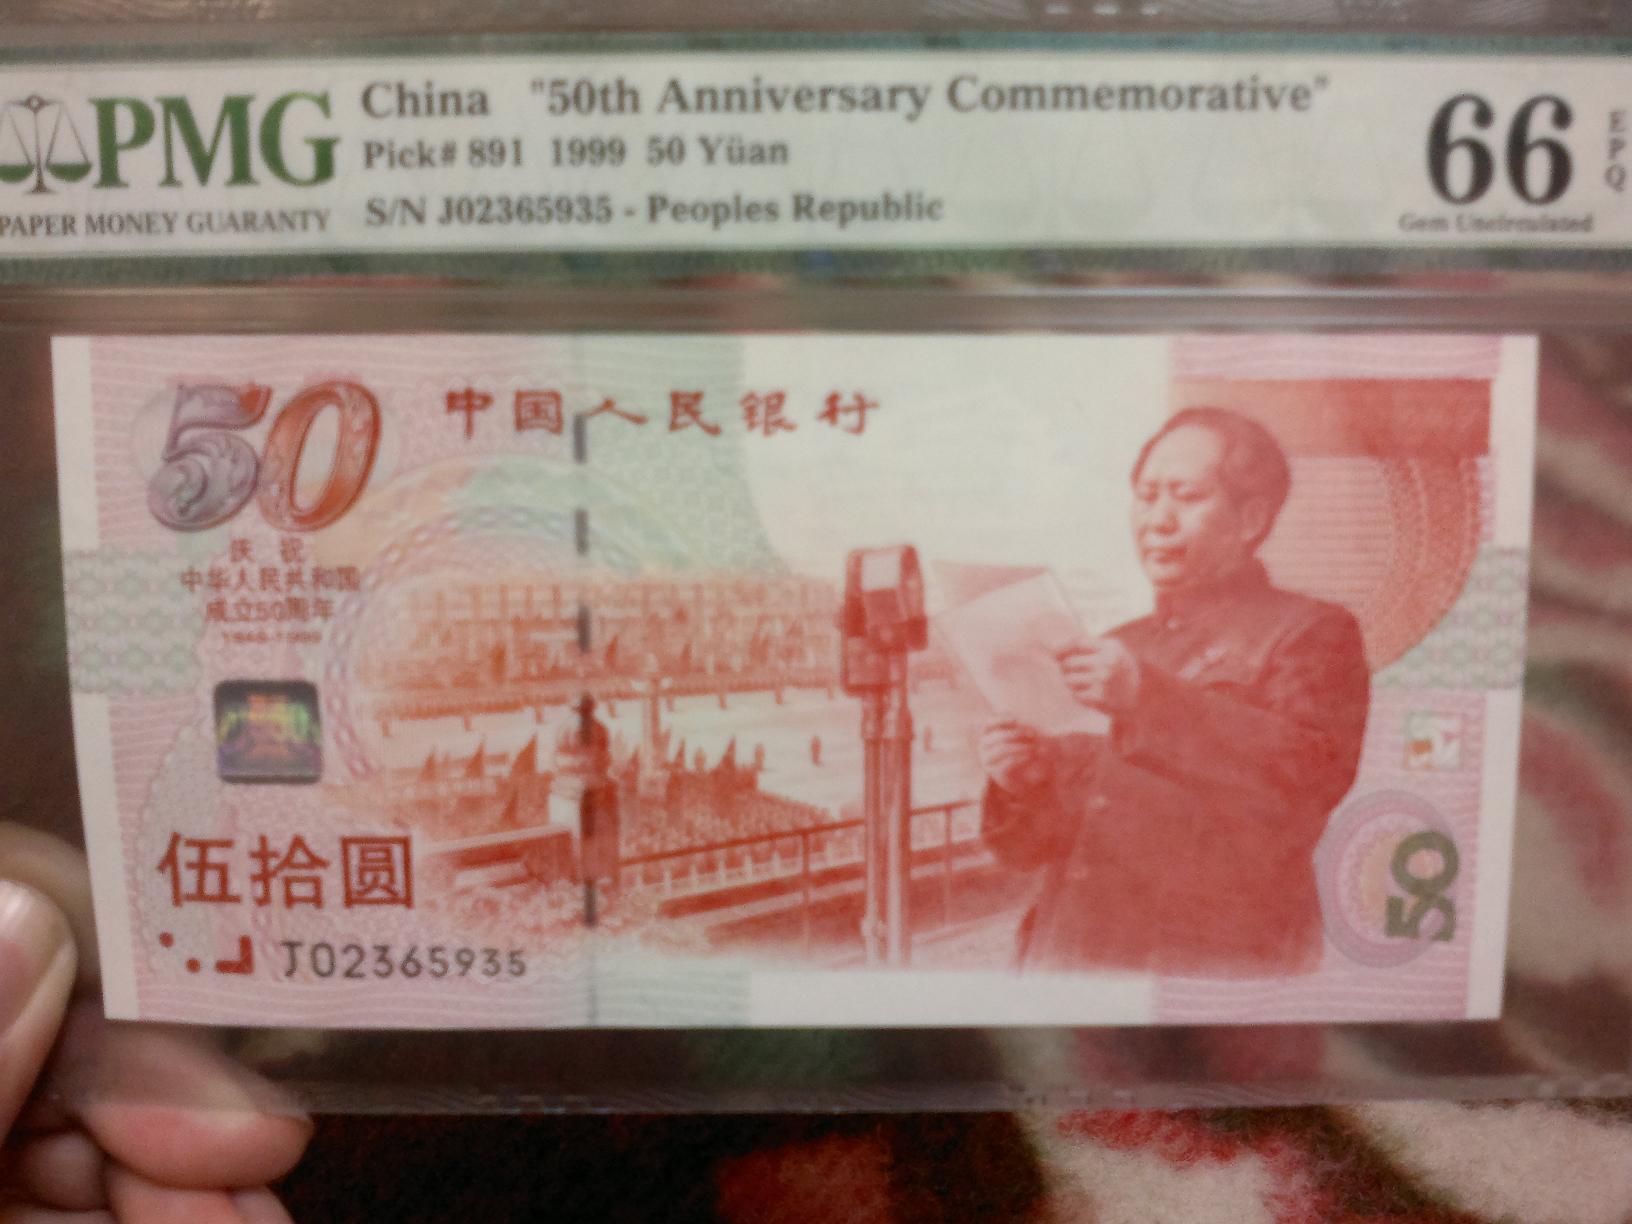 PMG
PAPER MONEY GUARANTY
China "50th Anniversary Commemorative"
Pick# 891 1999 50 Yüan
S/N J02365935 - Peoples Republic
66
EPQ
Gem Uncirculated
50
中国人民银行
庆祝
中华人民共和国
成立50周年
1949-1999
伍拾圆
J02365935
50